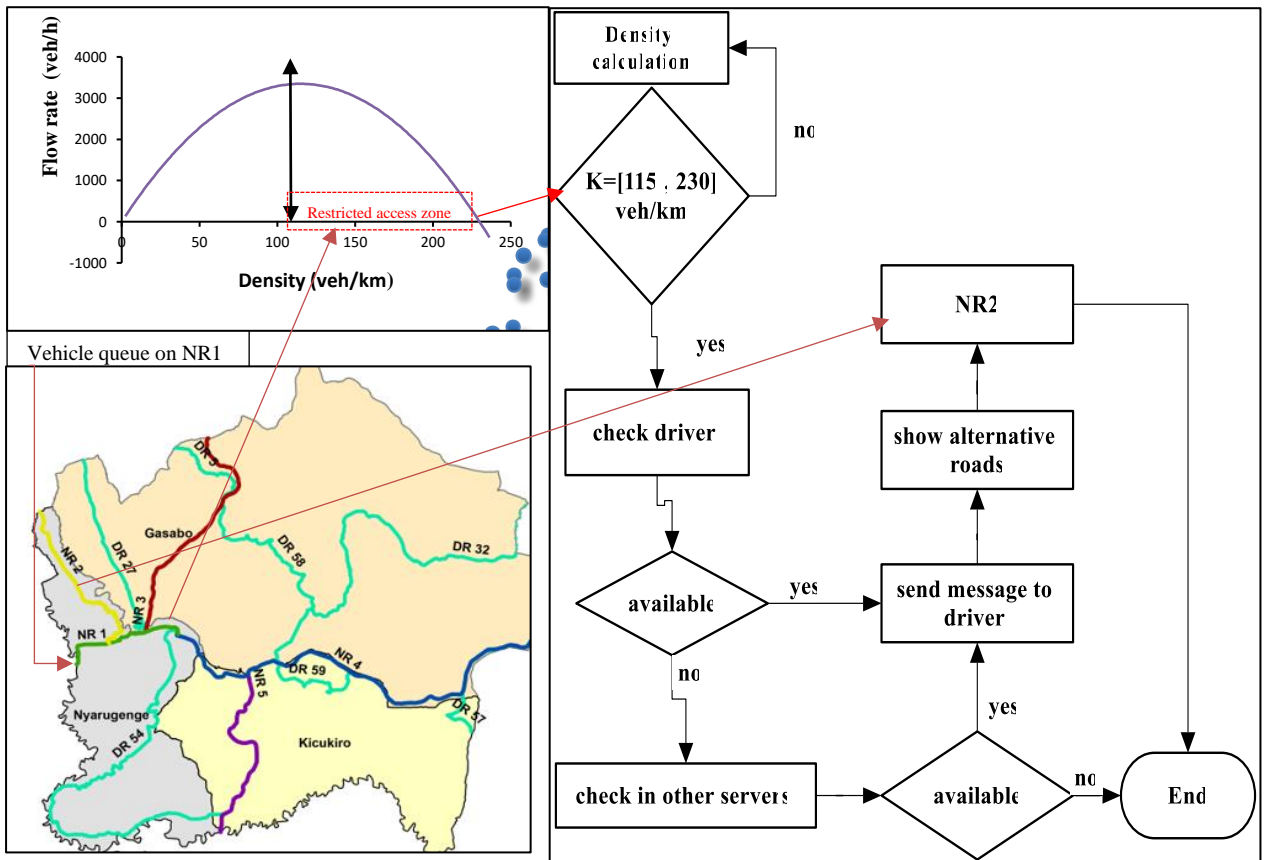 Flow rate (veh/h)
4000
3000
2000
1000
0
-1000
0
50
100
150
200
250
Restricted access zone
Density (veh/km)
Vehicle queue on NR1
DR 3
Gasabo
DR 32
NR 2
DR 27
DR 58
NR 3
NR 1
NR 4
DR 59
NR 5
Nyarugenge
DR 57
DR 54
Kicukiro
Density
calculation
no
K=[115 , 230]
veh/km
yes
check driver
available
yes
no
check in other servers
available
yes
no
send message to
driver
show alternative
roads
NR2
End